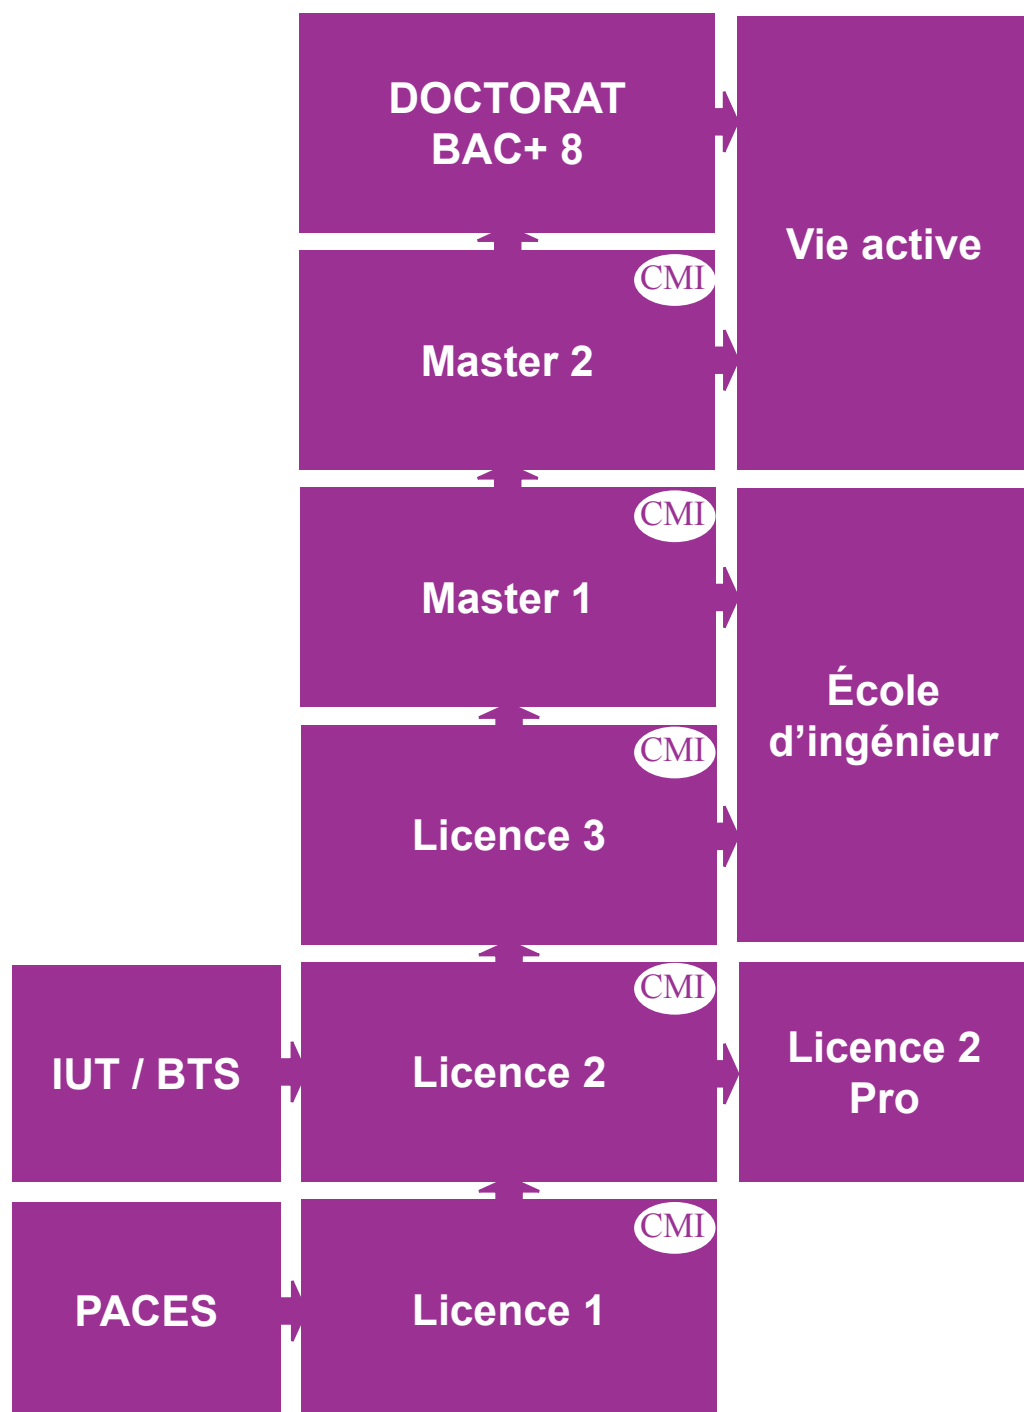 DOCTORAT
BAC+ 8
Vie active
CMI
Master 2
CMI
Master 1
École
d’ingénieur
CMI
Licence 3
CMI
IUT / BTS
Licence 2
Licence 2
Pro
CMI
PACES
Licence 1